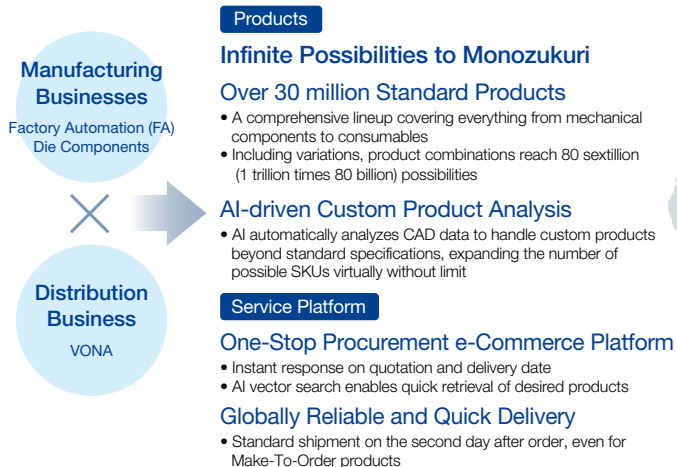 Manufacturing
Businesses
Factory Automation (FA)
Die Components
Distribution
Business
VONA
Products
Infinite Possibilities to Monozukuri
Over 30 million Standard Products
• A comprehensive lineup covering everything from mechanical
components to consumables
• Including variations, product combinations reach 80 sextillion
(1 trillion times 80 billion) possibilities
AI-driven Custom Product Analysis
• AI automatically analyzes CAD data to handle custom products
beyond standard specifications, expanding the number of
possible SKUs virtually without limit
Service Platform
One-Stop Procurement e-Commerce Platform
• Instant response on quotation and delivery date
• AI vector search enables quick retrieval of desired products
Globally Reliable and Quick Delivery
• Standard shipment on the second day after order, even for
Make-To-Order products